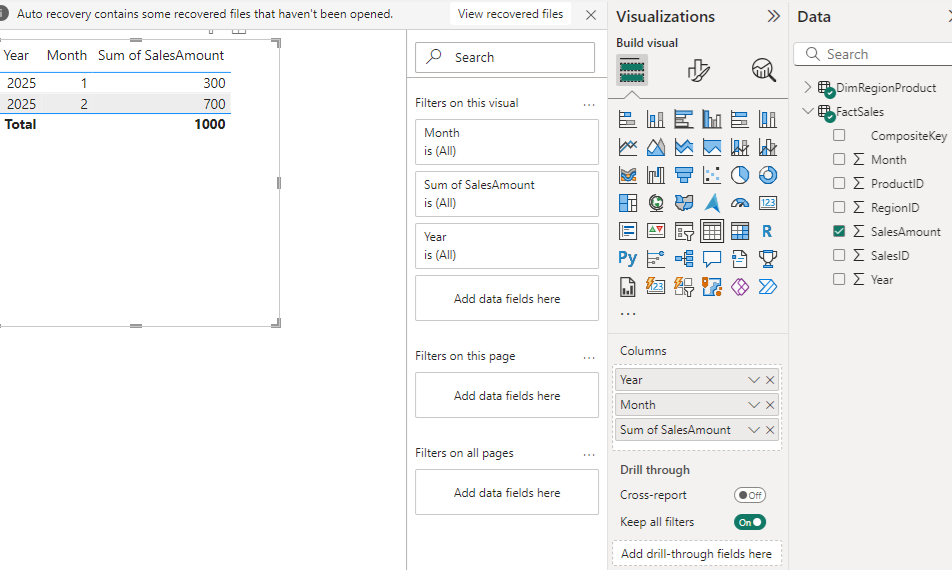 Auto recovery contains some recovered files that haven't been opened.
View recovered files
Year Month Sum of SalesAmount
2025 1 300
2025 2 700
Total 1000
Search
Filters on this visual
...
Month
is (All)
Sum of SalesAmount
is (All)
Year
is (All)
Add data fields here
Filters on this page
...
Add data fields here
Filters on all pages
...
Add data fields here
Visualizations
Build visual
123
R
Py
123
...
Columns
Year
Month
Sum of SalesAmount
Drill through
Cross-report
Off
Keep all filters
On
Add drill-through fields here
Data
Search
DimRegionProduct
FactSales
CompositeKey
Σ Month
Σ ProductID
Σ RegionID
Σ SalesAmount
Σ SalesID
Σ Year